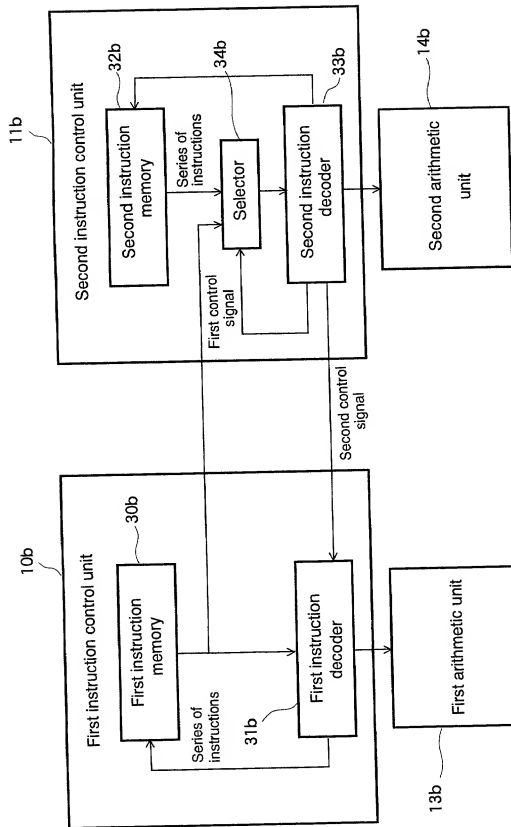 10b
First instruction control unit
30b
First instruction
memory
Series of
instructions
31b
First instruction
decoder
13b
First arithmetic unit
11b
Second instruction control unit
32b
Second instruction
memory
Series of
instructions
34b
Selector
First control
signal
33b
Second instruction
decoder
Second control
signal
14b
Second arithmetic
unit